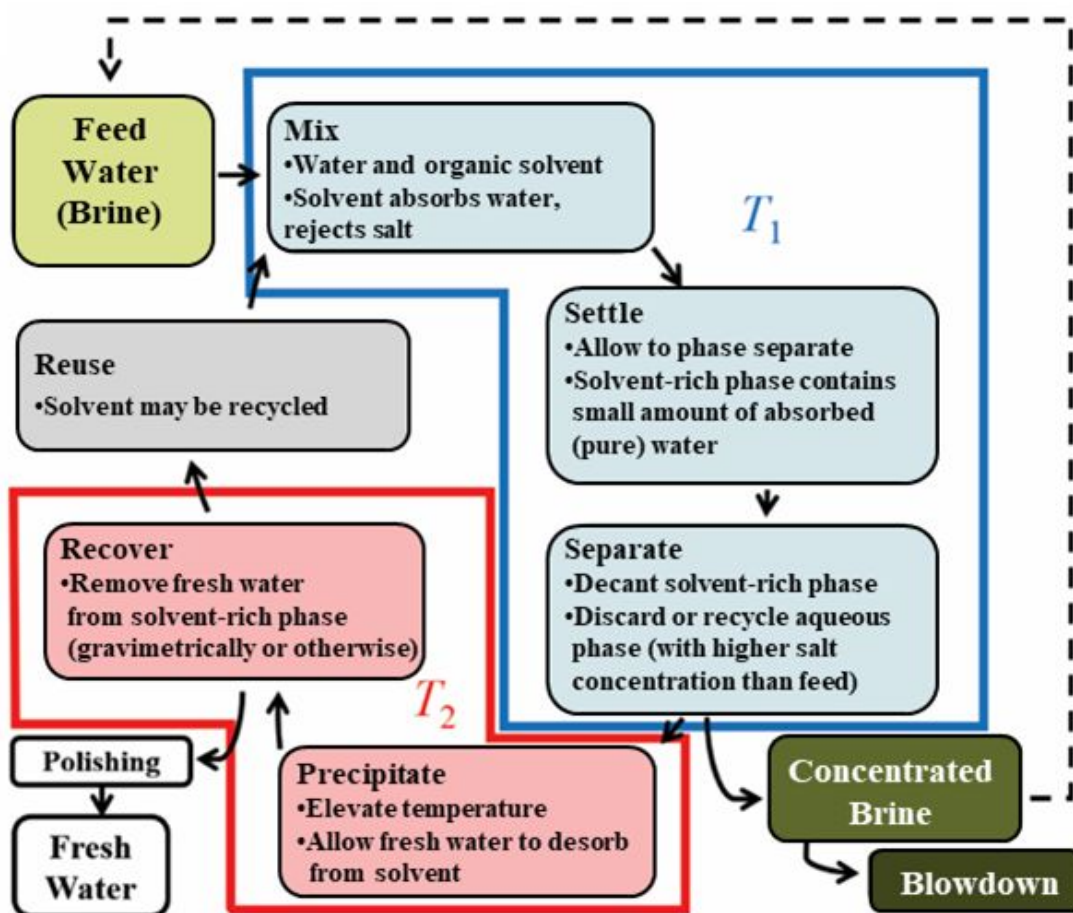 Feed
Water
(Brine)
Mix
•Water and organic solvent
•Solvent absorbs water,
rejects salt
T1
Settle
•Allow to phase separate
•Solvent-rich phase contains
small amount of absorbed
(pure) water
Reuse
•Solvent may be recycled
Separate
•Decant solvent-rich phase
•Discard or recycle aqueous
phase (with higher salt
concentration than feed)
Recover
•Remove fresh water
from solvent-rich phase
(gravimetrically or otherwise)
T2
Precipitate
•Elevate temperature
•Allow fresh water to desorb
from solvent
Polishing
Fresh
Water
Concentrated
Brine
Blowdown